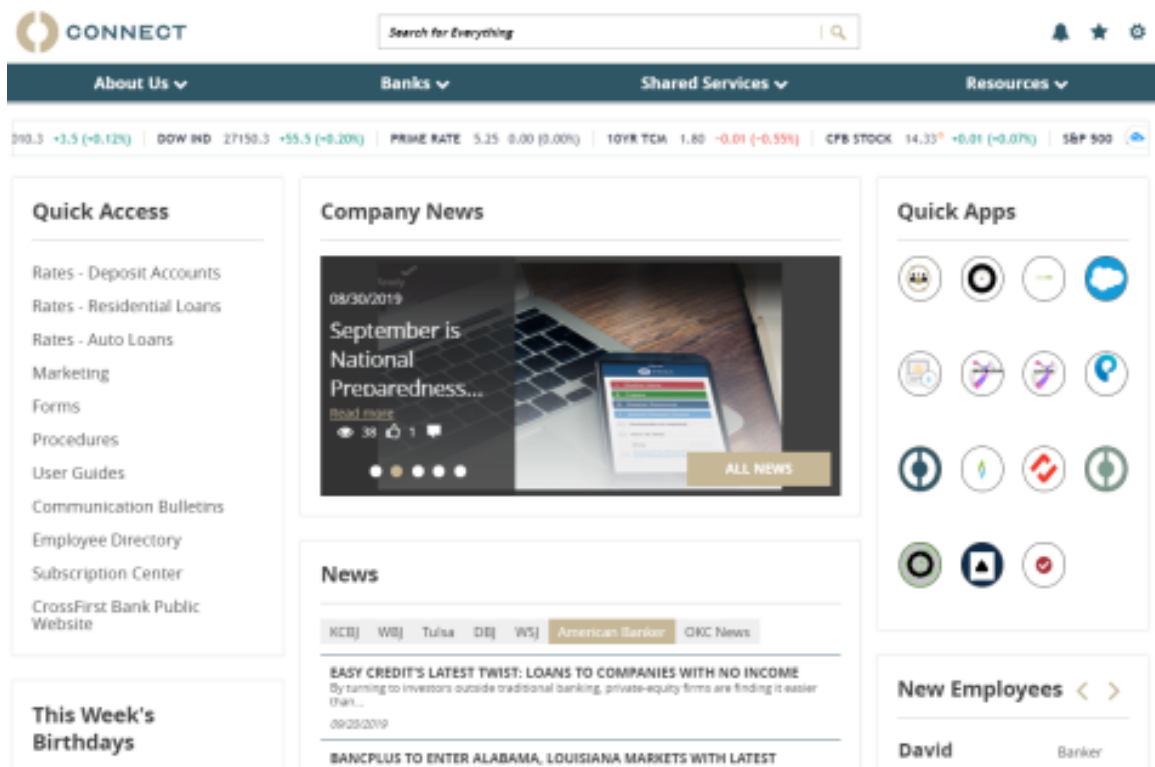 CONNECT
Search for Everything
About Us
Banks
Shared Services
Resources
010.3 +3.5 (+0.12%) DOW IND 27150.3 +55.5 (+0.20%) PRIME RATE 5.25 0.00 (0.00%) 10YR TCM 1.80 -0.01 (-0.55%) CFB STOCK 14.33 +0.01 (+0.07%) S&P 500
Quick Access
Rates - Deposit Accounts
Rates - Residential Loans
Rates - Auto Loans
Marketing
Forms
Procedures
User Guides
Communication Bulletins
Employee Directory
Subscription Center
CrossFirst Bank Public
Website
This Week's
Birthdays
Company News
08/30/2019
September is
National
Preparedness...
Read more
38 1
ALL NEWS
News
KCBJ WBJ Tulsa DBJ WSJ American Banker OKC News
EASY CREDIT'S LATEST TWIST: LOANS TO COMPANIES WITH NO INCOME
By turning to investors outside traditional banking, private-equity firms are finding it easier
than...
09/23/2019
BANCPLUS TO ENTER ALABAMA, LOUISIANA MARKETS WITH LATEST
Quick Apps
New Employees
David Banker